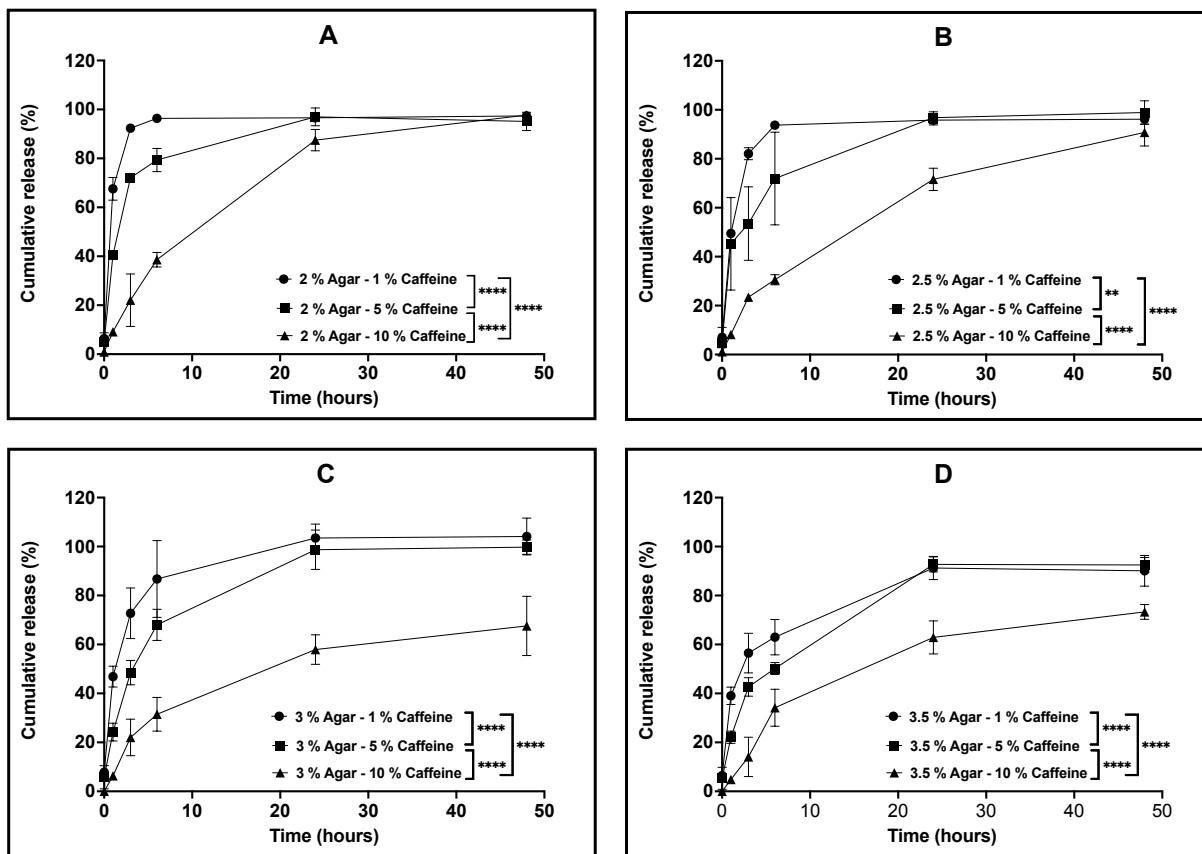 A
120
100
80
60
40
20
0
Cumulative release (%)
2 % Agar - 1 % Caffeine
2 % Agar - 5 % Caffeine
2 % Agar - 10 % Caffeine
****
****
****
0 10 20 30 40 50
Time (hours)
B
120
100
80
60
40
20
0
Cumulative release (%)
2.5 % Agar - 1 % Caffeine
2.5 % Agar - 5 % Caffeine
2.5 % Agar - 10 % Caffeine
**
****
****
0 10 20 30 40 50
Time (hours)
C
120
100
80
60
40
20
0
Cumulative release (%)
3 % Agar - 1 % Caffeine
3 % Agar - 5 % Caffeine
3 % Agar - 10 % Caffeine
****
****
****
0 10 20 30 40 50
Time (hours)
D
120
100
80
60
40
20
0
Cumulative release (%)
3.5 % Agar - 1 % Caffeine
3.5 % Agar - 5 % Caffeine
3.5 % Agar - 10 % Caffeine
****
****
****
0 10 20 30 40 50
Time (hours)